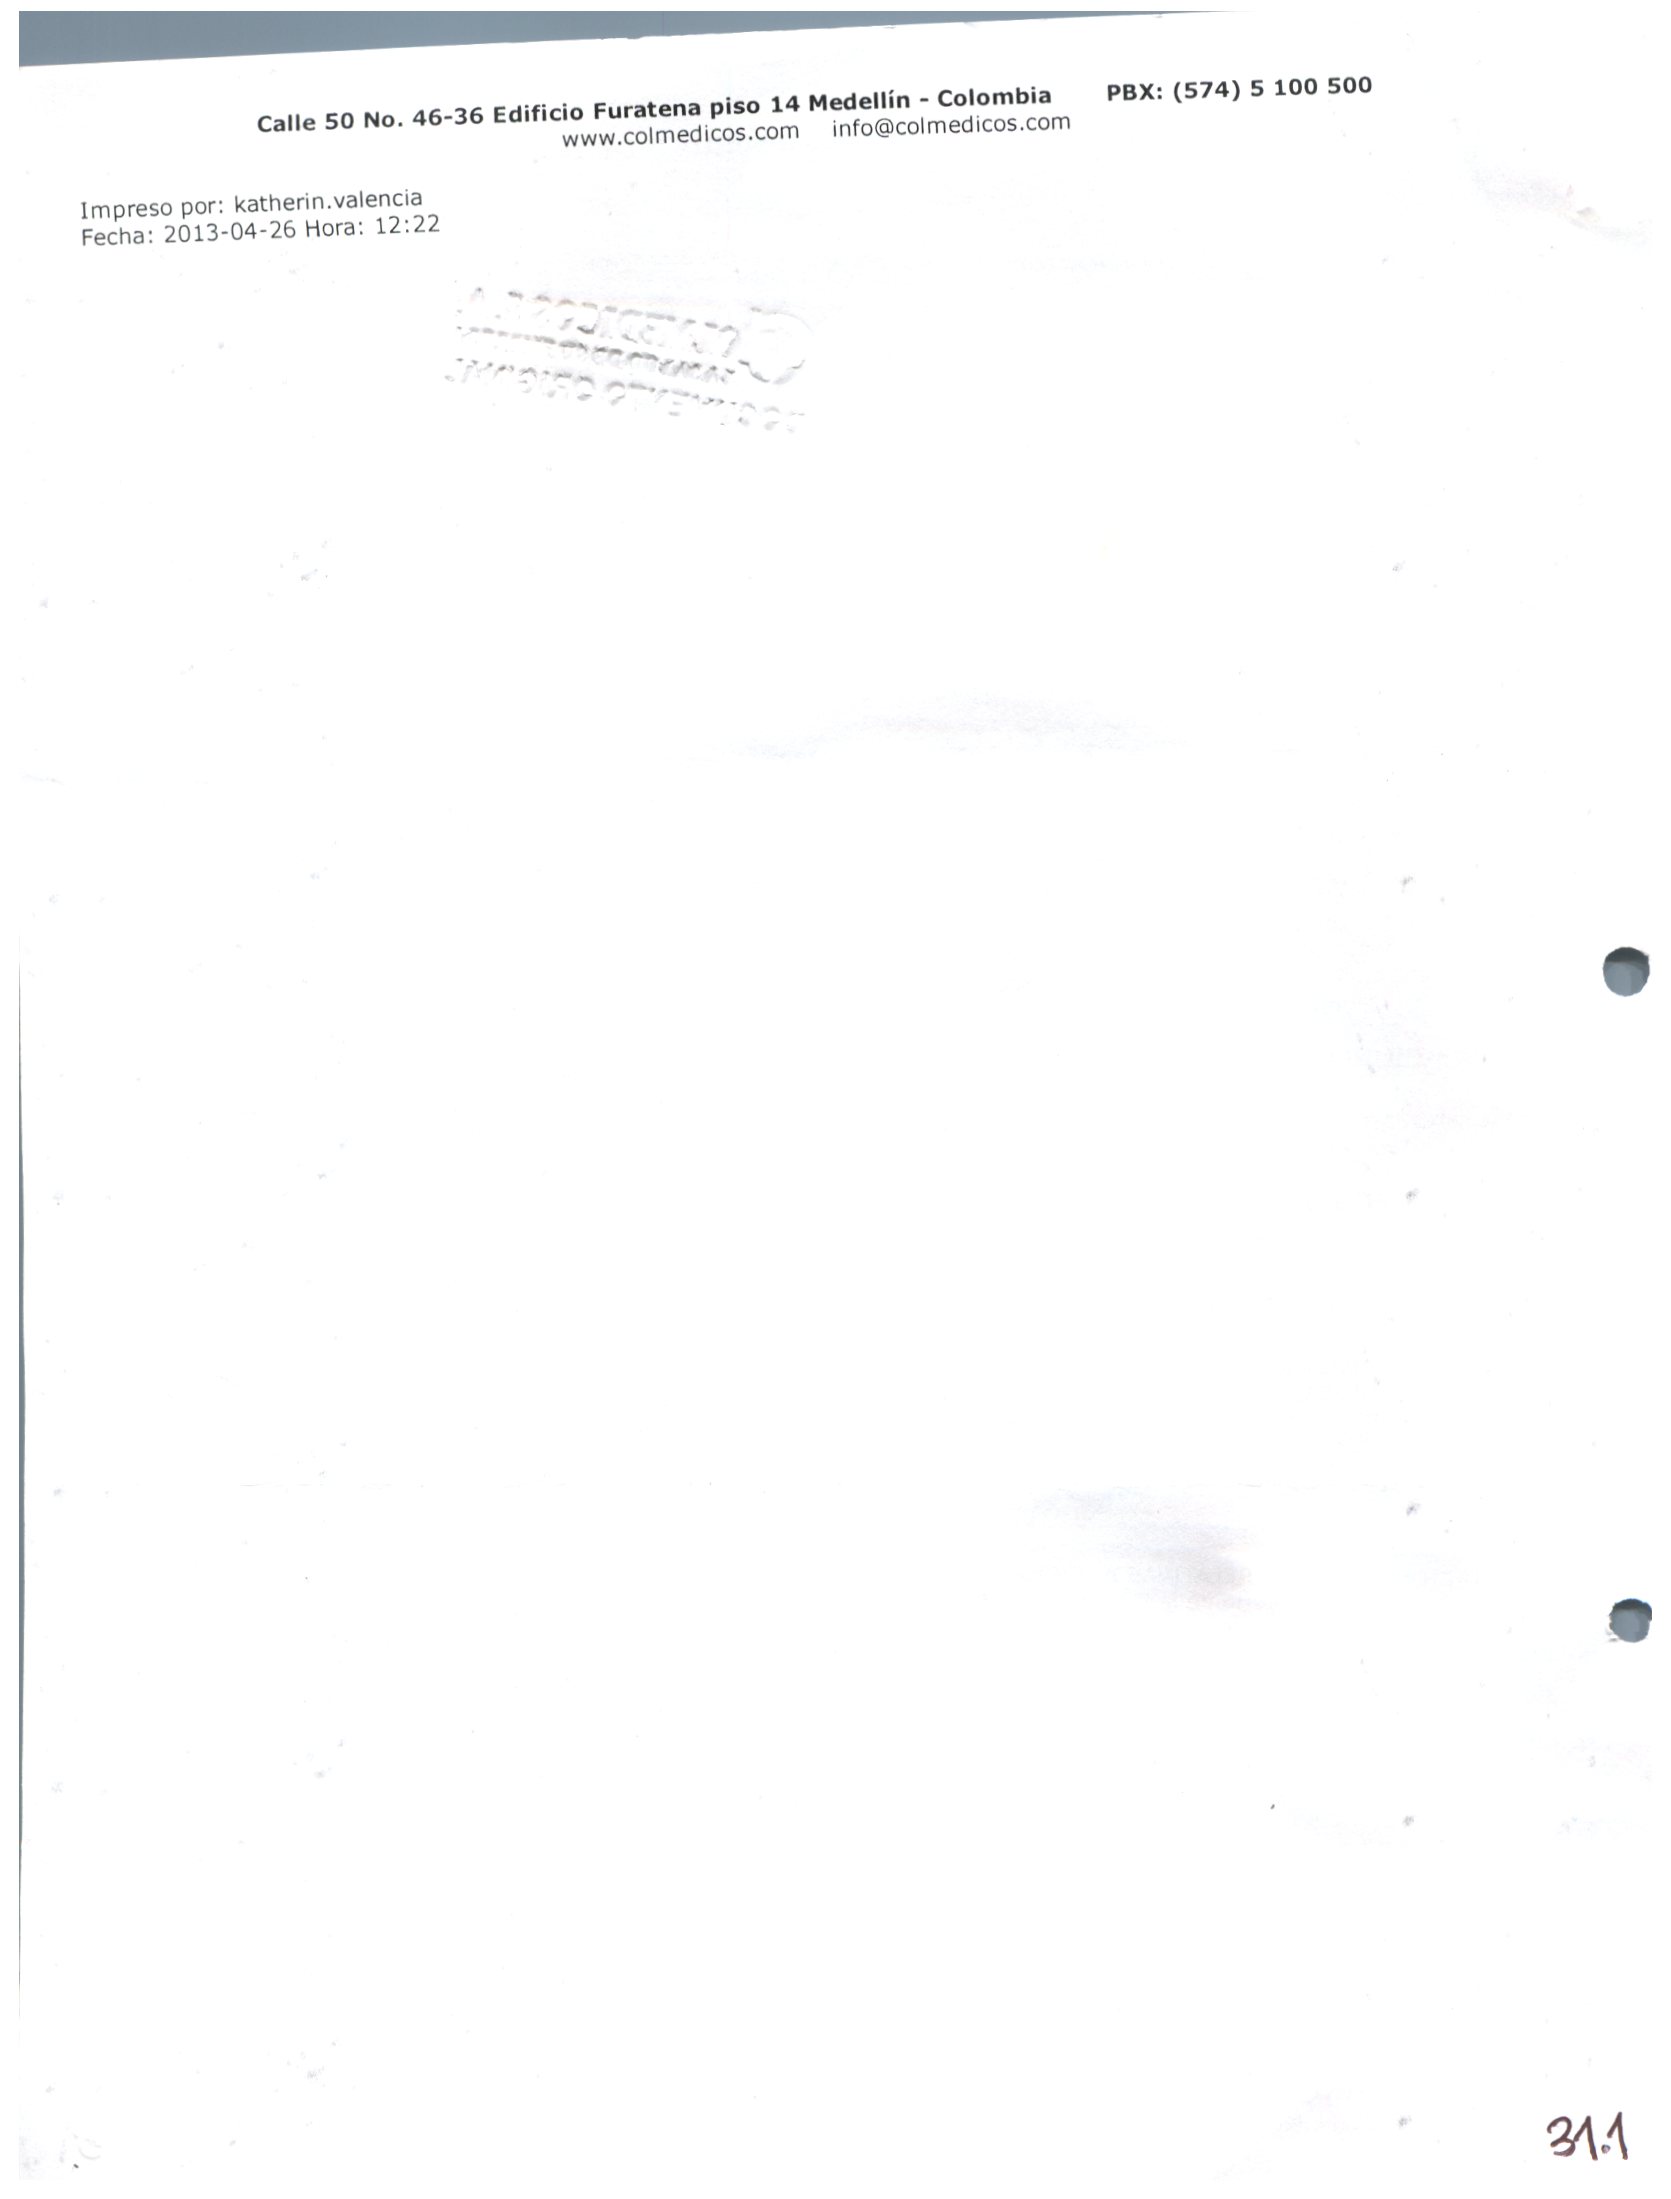 Calle 50 No. 46-36 Edificio Furatena piso 14 Medellín - Colombia PBX: (574) 5 100 500
www.colmedicos.com info@colmedicos.com
Impreso por: katherin.valencia
Fecha: 2013-04-26 Hora: 12:22
31.1